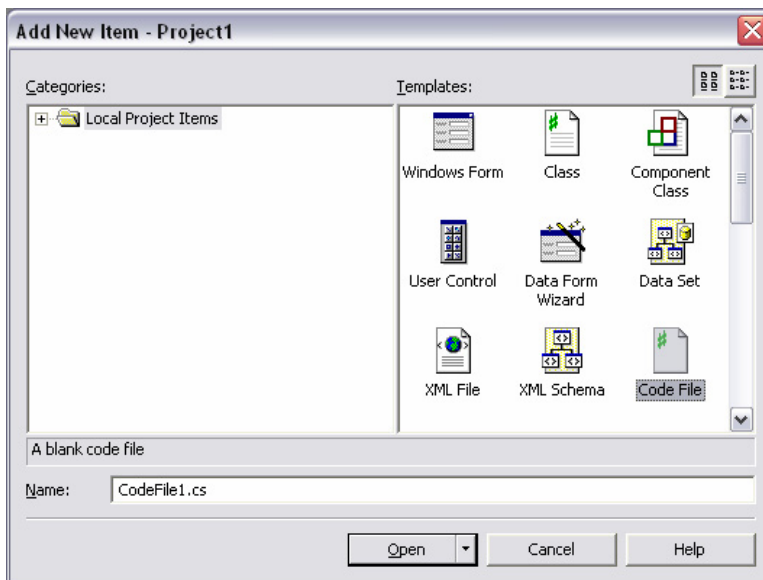 Add New Item - Project1
Categories:
Templates:
Local Project Items
Windows Form
Class
Component
Class
User Control
Data Form
Wizard
Data Set
XML File
XML Schema
Code File
A blank code file
Name:
CodeFile1.cs
Open
Cancel
Help